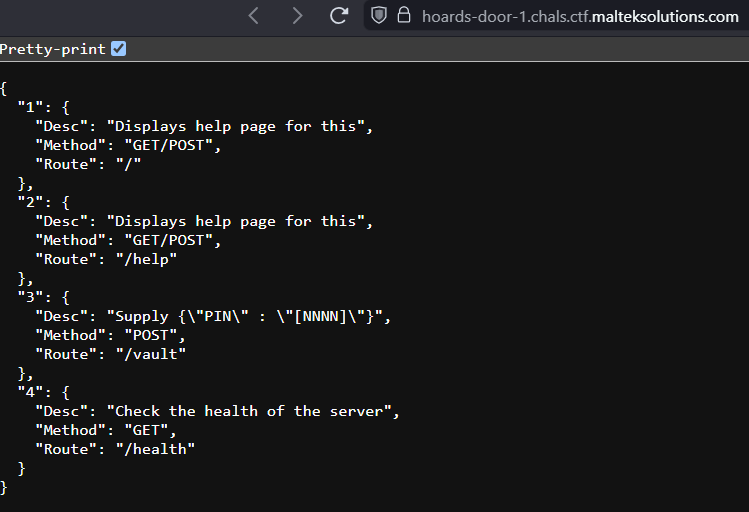 hoards-door-1.chals.ctf.malteksolutions.com
Pretty-print
{
  "1": {
    "Desc": "Displays help page for this",
    "Method": "GET/POST",
    "Route": "/"
  },
  "2": {
    "Desc": "Displays help page for this",
    "Method": "GET/POST",
    "Route": "/help"
  },
  "3": {
    "Desc": "Supply {\"PIN\" : \"[NNNN]\"}",
    "Method": "POST",
    "Route": "/vault"
  },
  "4": {
    "Desc": "Check the health of the server",
    "Method": "GET",
    "Route": "/health"
  }
}